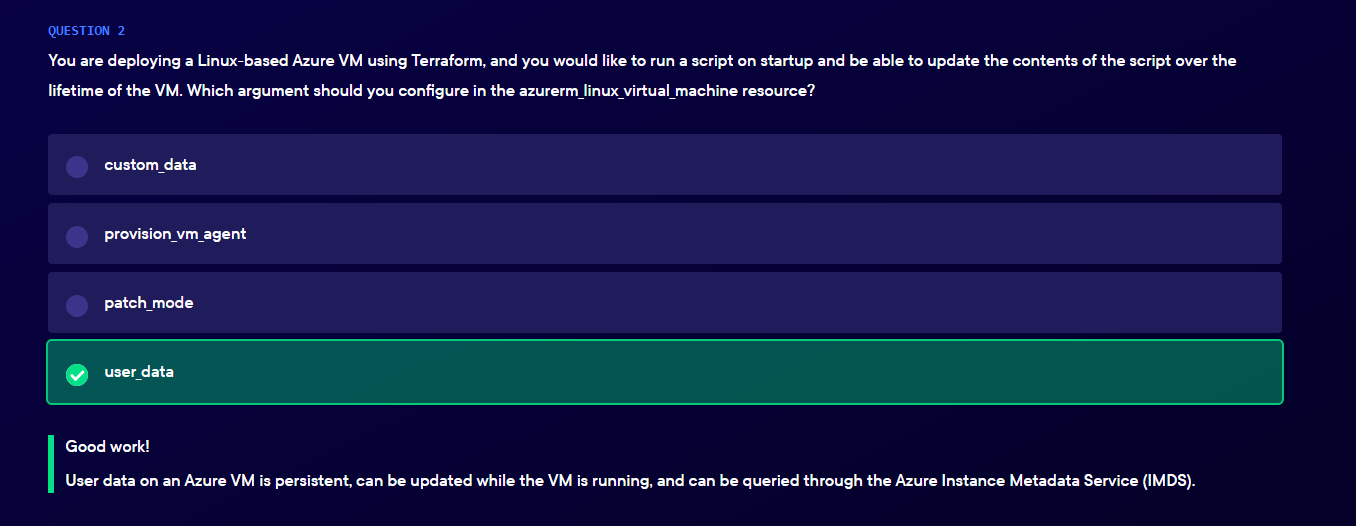 QUESTION 2
You are deploying a Linux-based Azure VM using Terraform, and you would like to run a script on startup and be able to update the contents of the script over the
lifetime of the VM. Which argument should you configure in the azurerm_linux_virtual_machine resource?
custom_data
provision_vm_agent
patch_mode
user_data
Good work!
User data on an Azure VM is persistent, can be updated while the VM is running, and can be queried through the Azure Instance Metadata Service (IMDS).